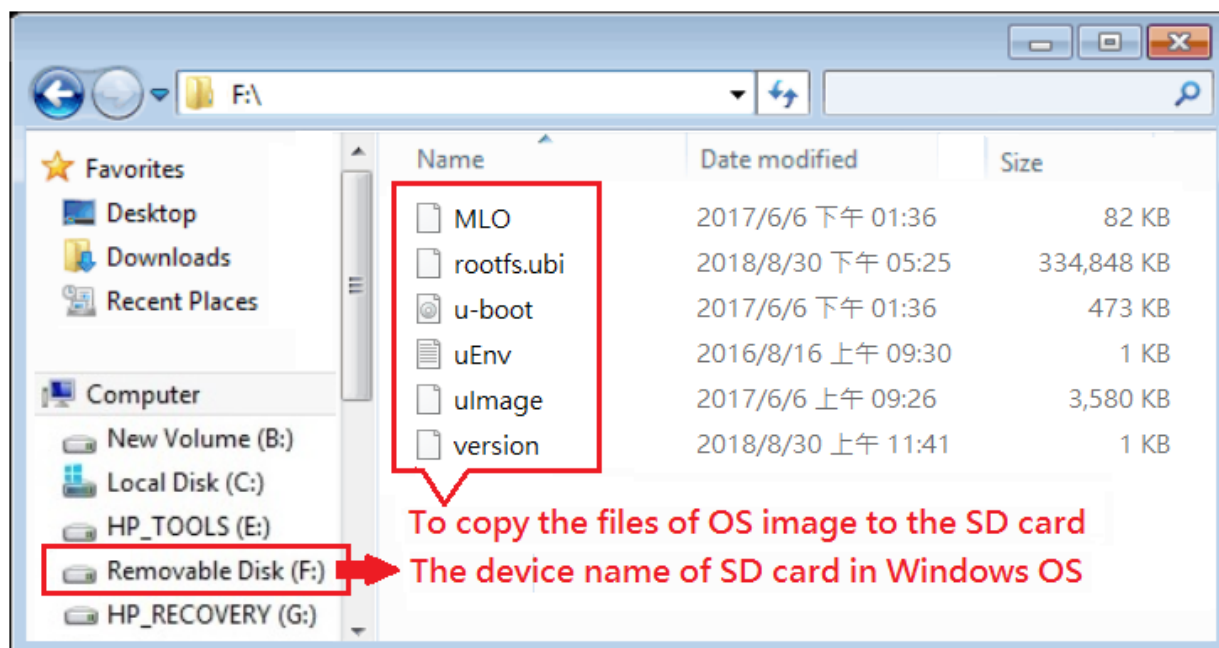 F:\
Favorites
Desktop
Downloads
Recent Places
Computer
New Volume (B:)
Local Disk (C:)
HP_TOOLS (E:)
Removable Disk (F:)
HP_RECOVERY (G:)
Name Date modified Size
MLO 2017/6/6 下午 01:36 82 KB
rootfs.ubi 2018/8/30 下午 05:25 334,848 KB
u-boot 2017/6/6 下午 01:36 473 KB
uEnv 2016/8/16 上午 09:30 1 KB
uImage 2017/6/6 上午 09:26 3,580 KB
version 2018/8/30 上午 11:41 1 KB
To copy the files of OS image to the SD card
The device name of SD card in Windows OS